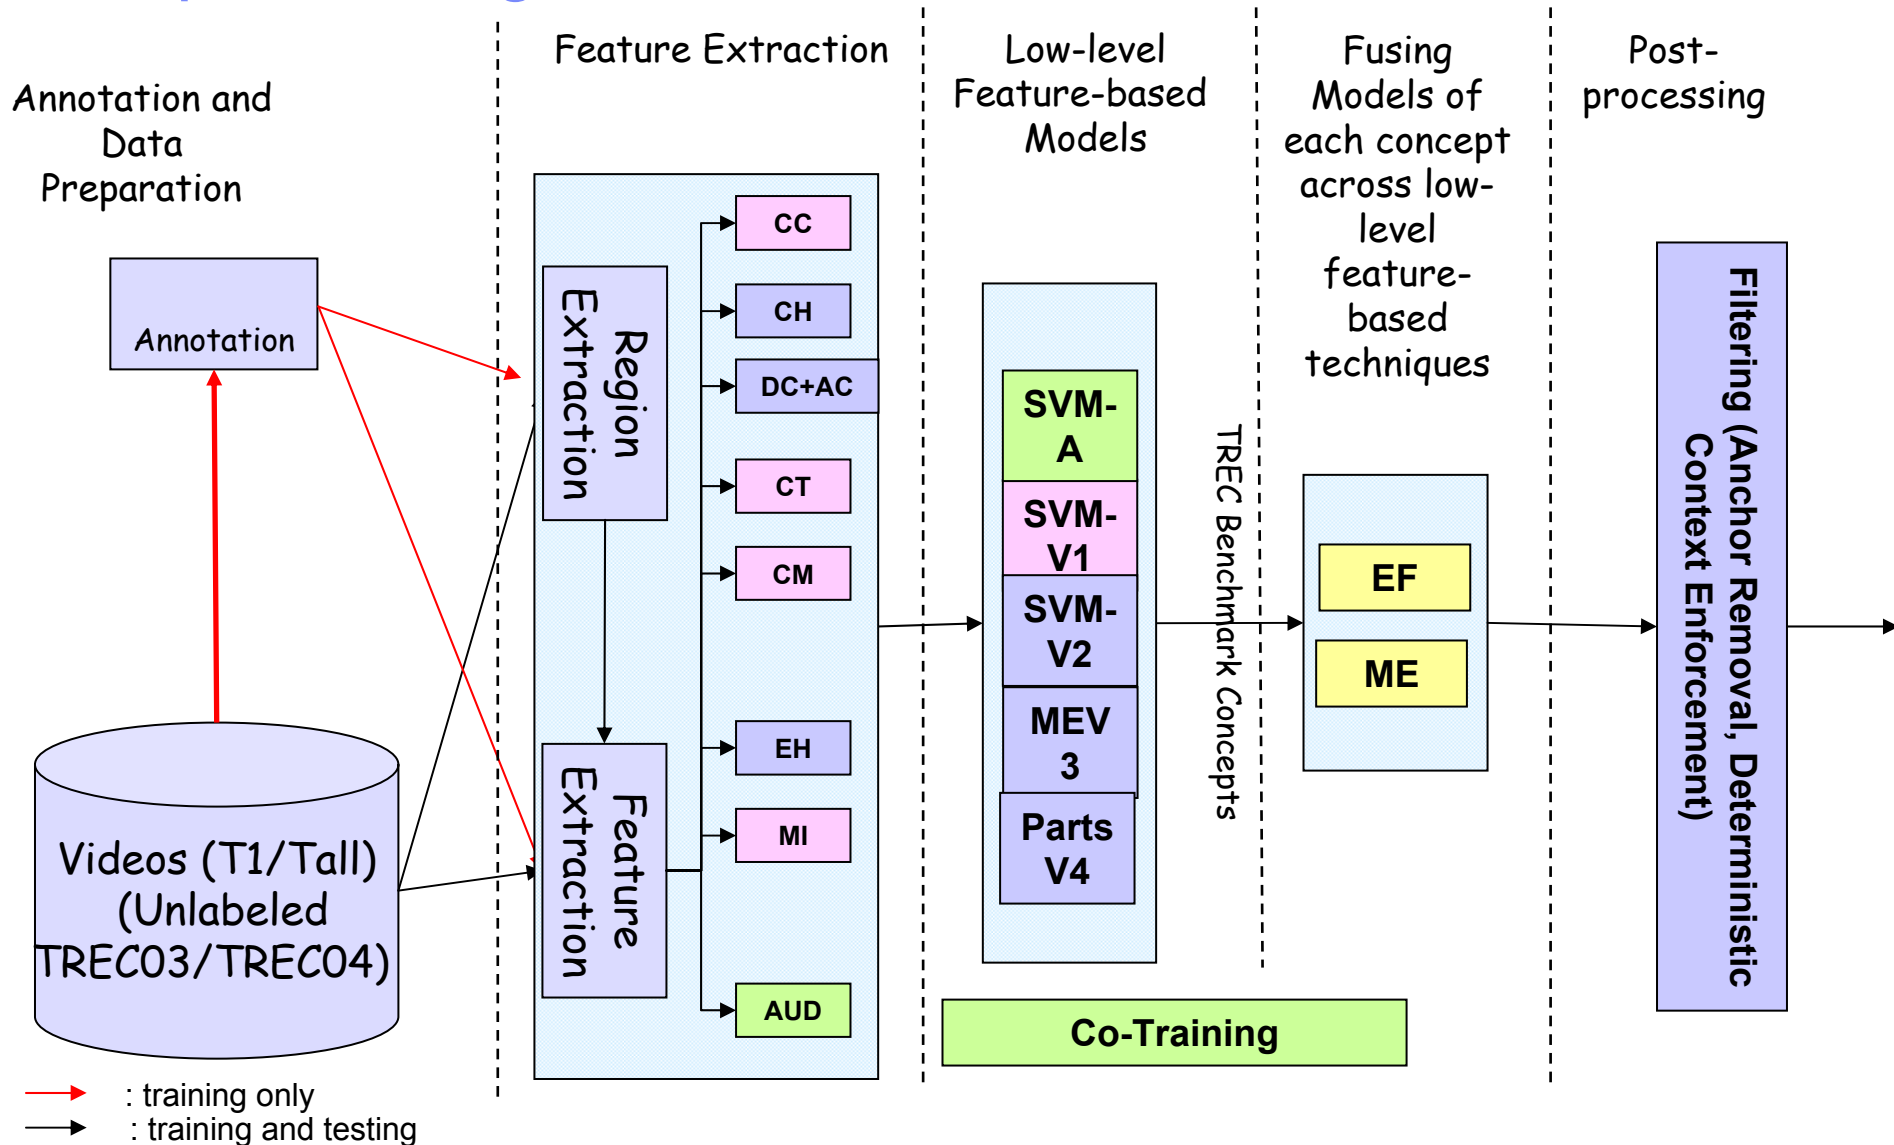 Annotation and
Data
Preparation
Feature Extraction
Low-level
Feature-based
Models
Fusing
Models of
each concept
across low-
level
feature-
based
techniques
Post-
processing
Annotation
Videos (T1/Tall)
(Unlabeled
TREC03/TREC04)
Region
Extraction
Feature
Extraction
CC
CH
DC+AC
CT
CM
EH
MI
AUD
SVM-
A
SVM-
V1
SVM-
V2
MEV
3
Parts
V4
TREC Benchmark Concepts
EF
ME
Filtering (Anchor Removal, Deterministic
Context Enforcement)
Co-Training
: training only
: training and testing